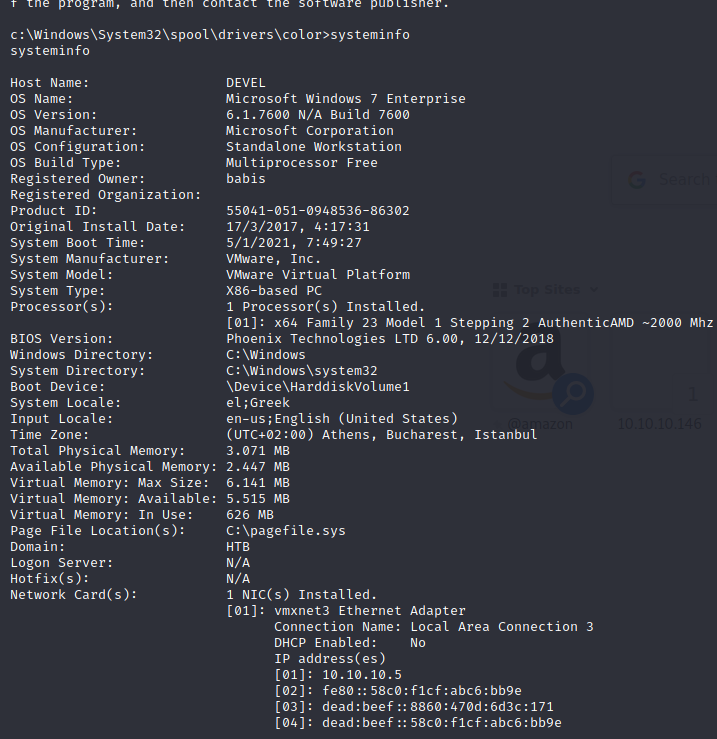 f the program, and then contact the software publisher.
c:\Windows\System32\spool\drivers\color>systeminfo
systeminfo
Host Name:                 DEVEL
OS Name:                   Microsoft Windows 7 Enterprise
OS Version:                6.1.7600 N/A Build 7600
OS Manufacturer:           Microsoft Corporation
OS Configuration:          Standalone Workstation
OS Build Type:             Multiprocessor Free
Registered Owner:          babis
Registered Organization:
Product ID:                55041-051-0948536-86302
Original Install Date:     17/3/2017, 4:17:31
System Boot Time:          5/1/2021, 7:49:27
System Manufacturer:       VMware, Inc.
System Model:              VMware Virtual Platform
System Type:               X86-based PC
Processor(s):              1 Processor(s) Installed.
                           [01]: x64 Family 23 Model 1 Stepping 2 AuthenticAMD ~2000 Mhz
BIOS Version:              Phoenix Technologies LTD 6.00, 12/12/2018
Windows Directory:         C:\Windows
System Directory:          C:\Windows\system32
Boot Device:               \Device\HarddiskVolume1
System Locale:             el;Greek
Input Locale:              en-us;English (United States)
Time Zone:                 (UTC+02:00) Athens, Bucharest, Istanbul
Total Physical Memory:     3.071 MB
Available Physical Memory: 2.447 MB
Virtual Memory: Max Size:  6.141 MB
Virtual Memory: Available: 5.515 MB
Virtual Memory: In Use:    626 MB
Page File Location(s):     C:\pagefile.sys
Domain:                    HTB
Logon Server:              N/A
Hotfix(s):                 N/A
Network Card(s):           1 NIC(s) Installed.
                           [01]: vmxnet3 Ethernet Adapter
                                 Connection Name: Local Area Connection 3
                                 DHCP Enabled:    No
                                 IP address(es)
                                 [01]: 10.10.10.5
                                 [02]: fe80::58c0:f1cf:abc6:bb9e
                                 [03]: dead:beef::8860:470d:6d3c:171
                                 [04]: dead:beef::58c0:f1cf:abc6:bb9e
Search
Top Sites
a
1
@amazon
10.10.10.146